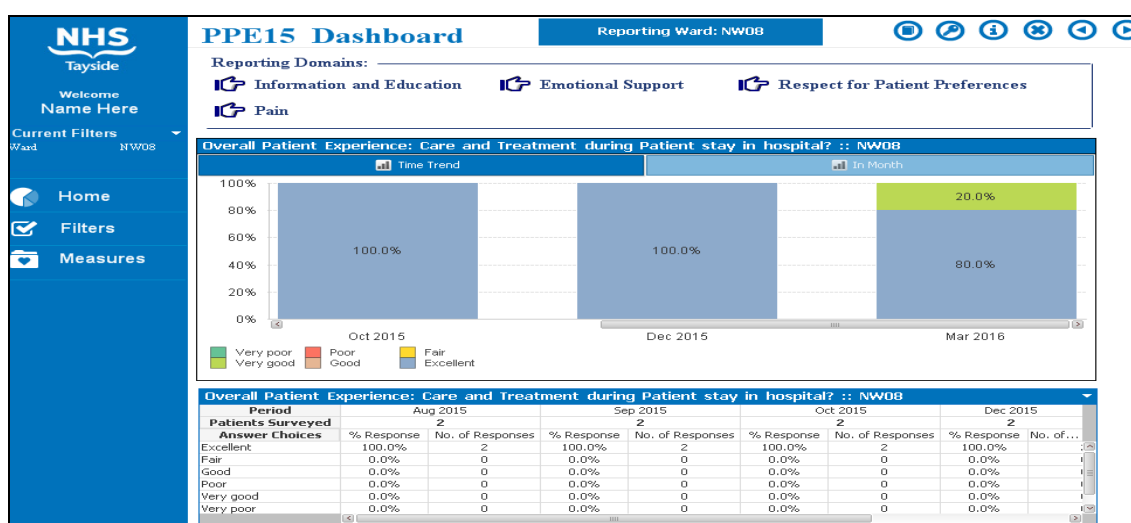 NHS
Tayside
Welcome
Name Here
Current Filters
Ward NW08
Home
Filters
Measures
PPE15 Dashboard
Reporting Ward: NW08
Reporting Domains:
Information and Education Emotional Support Respect for Patient Preferences
Pain
Overall Patient Experience: Care and Treatment during Patient stay in hospital? :: NW08
Time Trend In Month
100%
80%
60%
40%
20%
0%
100.0% 100.0% 20.0%
80.0%
Oct 2015 Dec 2015 Mar 2016
Very poor Poor Fair
Very good Good Excellent
Overall Patient Experience: Care and Treatment during Patient stay in hospital? :: NW08
Period Aug 2015 Sep 2015 Oct 2015 Dec 2015
Patients Surveyed 2 2 2 2
Answer Choices % Response No. of Responses % Response No. of Responses % Response No. of Responses % Response No. of...
Excellent 100.0% 2 100.0% 2 100.0% 2 100.0%
Fair 0.0% 0 0.0% 0 0.0% 0 0.0%
Good 0.0% 0 0.0% 0 0.0% 0 0.0%
Poor 0.0% 0 0.0% 0 0.0% 0 0.0%
Very good 0.0% 0 0.0% 0 0.0% 0 0.0%
Very poor 0.0% 0 0.0% 0 0.0% 0 0.0%